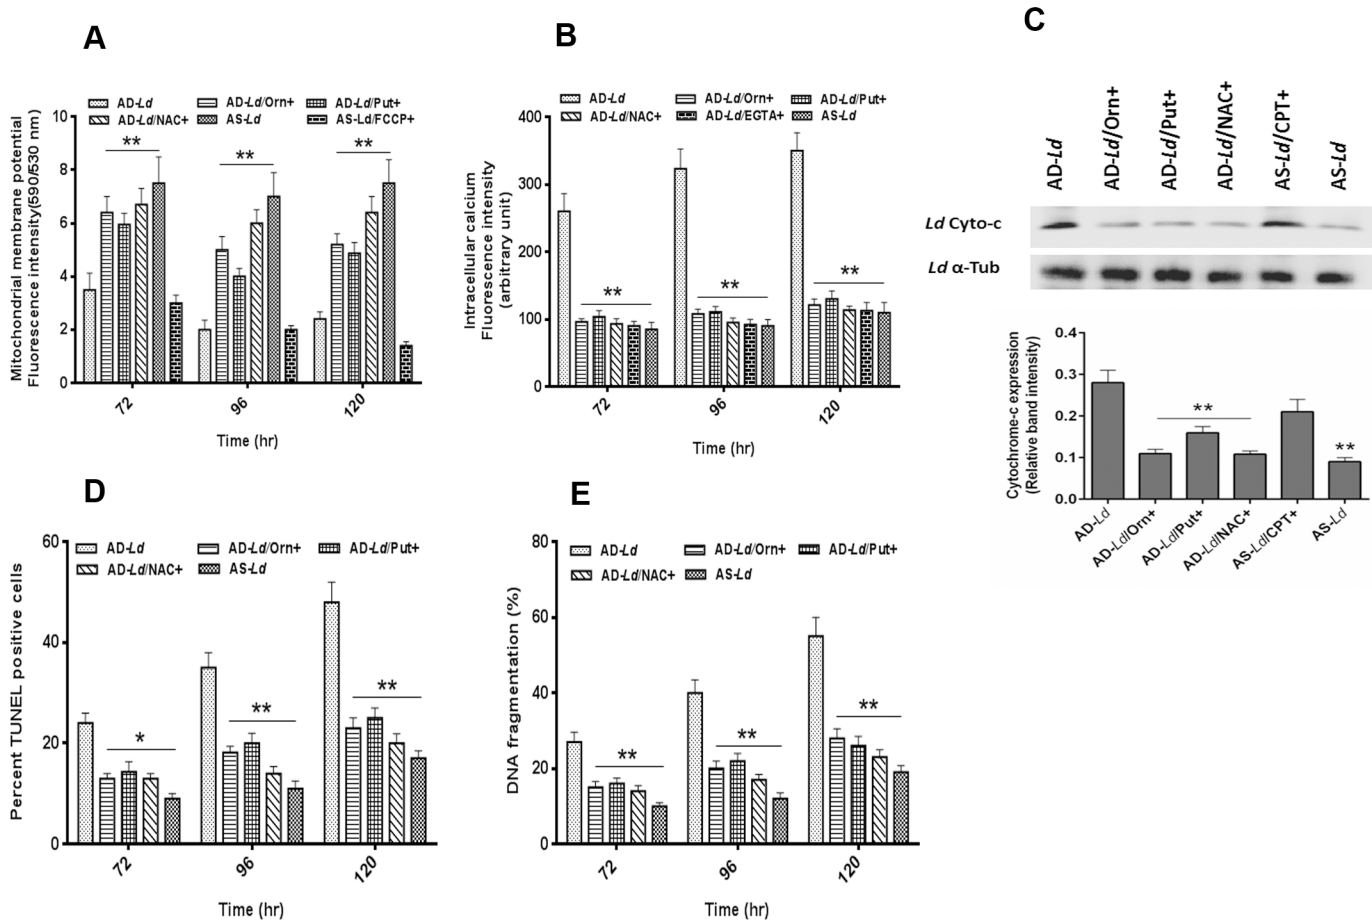 A
AD-Ld
AD-Ld/Orn+
AD-Ld/Put+
AD-Ld/NAC+
AS-Ld
AS-Ld/FCCP+
Mitochondrial membrane potential
Fluorescence intensity(590/530 nm)
10
8
6
4
2
0
**
**
**
72
96
120
Time (hr)
B
AD-Ld
AD-Ld/Orn+
AD-Ld/Put+
AD-Ld/NAC+
AD-Ld/EGTA+
AS-Ld
Intracellular calcium
Fluorescence intensity
(arbitrary unit)
400
300
200
100
0
**
**
**
72
96
120
Time (hr)
C
AD-Ld
AD-Ld/Orn+
AD-Ld/Put+
AD-Ld/NAC+
AS-Ld/CPT+
AS-Ld
Ld Cyto-c
Ld α-Tub
Cytochrome-c expression
(Relative band intensity)
0.4
0.3
0.2
0.1
0.0
**
**
AD-Ld
AD-Ld/Orn+
AD-Ld/Put+
AD-Ld/NAC+
AS-Ld/CPT+
AS-Ld
D
AD-Ld
AD-Ld/Orn+
AD-Ld/Put+
AD-Ld/NAC+
AS-Ld
Percent TUNEL positive cells
60
40
20
0
*
**
**
72
96
120
Time (hr)
E
AD-Ld
AD-Ld/Orn+
AD-Ld/Put+
AD-Ld/NAC+
AS-Ld
DNA fragmentation (%)
80
60
40
20
0
**
**
**
72
96
120
Time (hr)